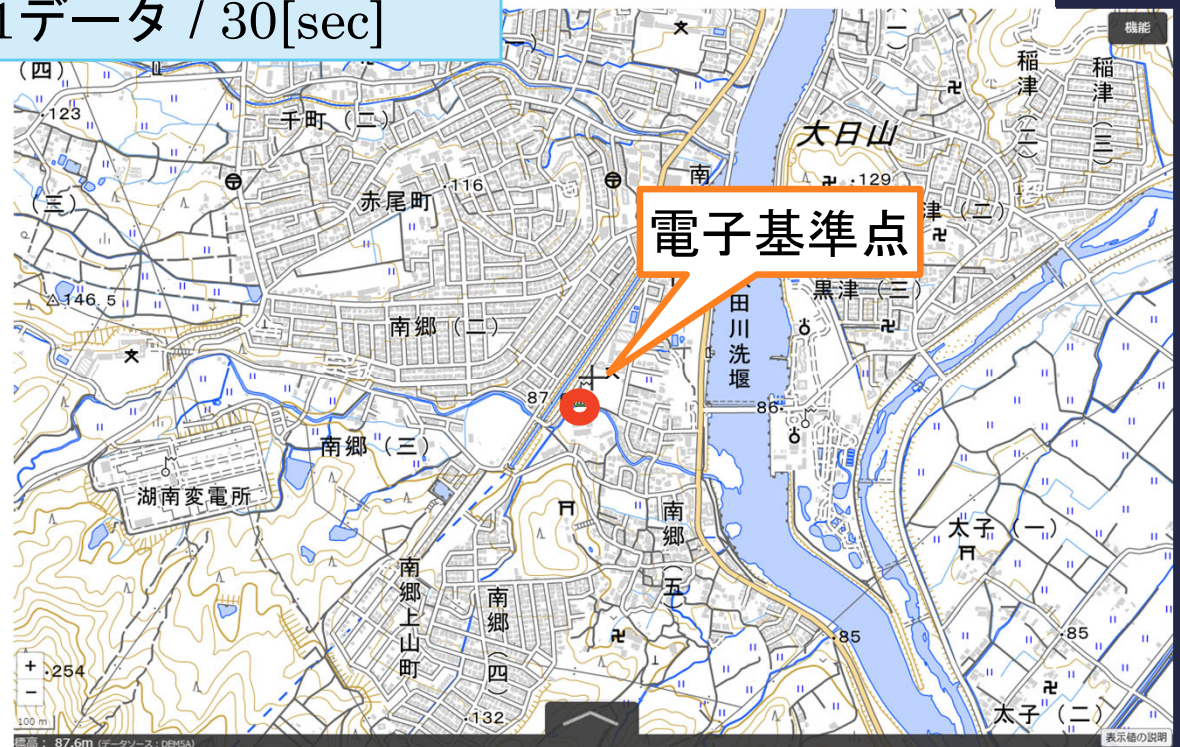 1データ / 30[sec]
機能
(四)
123
千町(二)
(三)
赤尾町
116
大日山
129
稲津(二)
稲津(三)
南
電子基準点
津(二)
146.5
南郷(二)
田川洗堰
黒津(三)
87
86
南郷(三)
湖南変電所
南郷(五)
太子(一)
南郷上山町
南郷(四)
85
85
254
132
太子(二)
+
−
100 m
標高: 87.6m (データソース:DEM5A)
表示値の説明